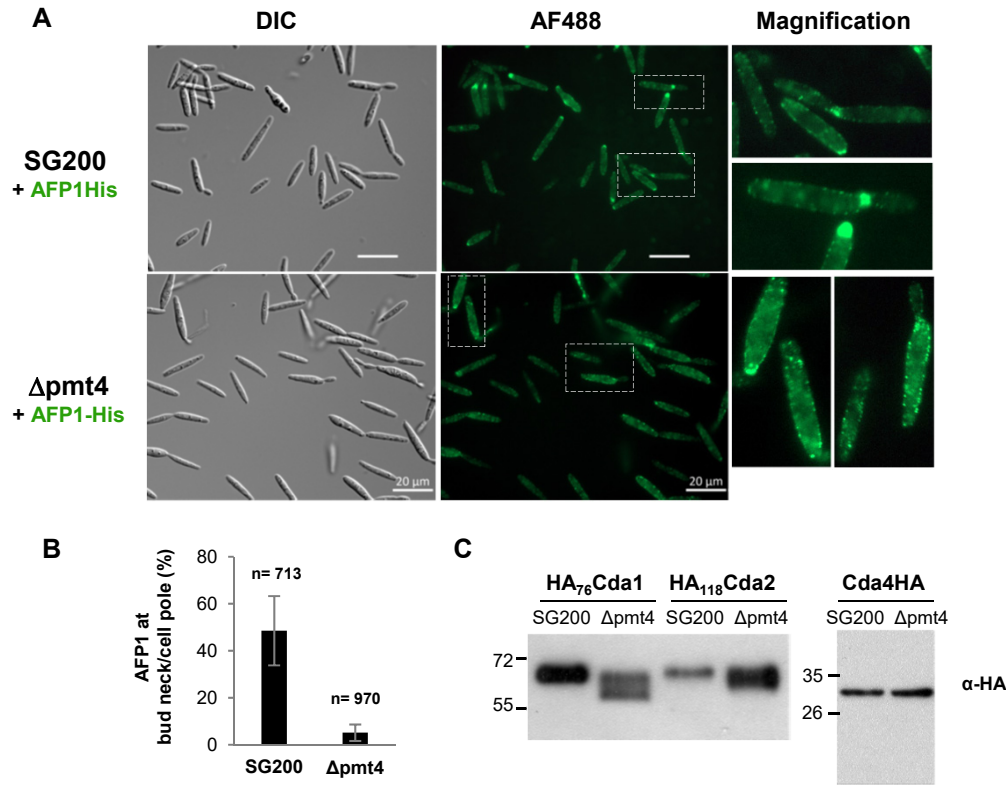 A
DIC
AF488
Magnification
SG200
+ AFP1His
Δpmt4
+ AFP1-His
20 µm
20 µm
B
AFP1 at
bud neck/cell pole (%)
80
60
40
20
0
n= 713
n= 970
SG200
Δpmt4
C
HA₇₆Cda1
HA₁₁₈Cda2
Cda4HA
SG200 Δpmt4 SG200 Δpmt4
SG200 Δpmt4
72
55
35
26
α-HA